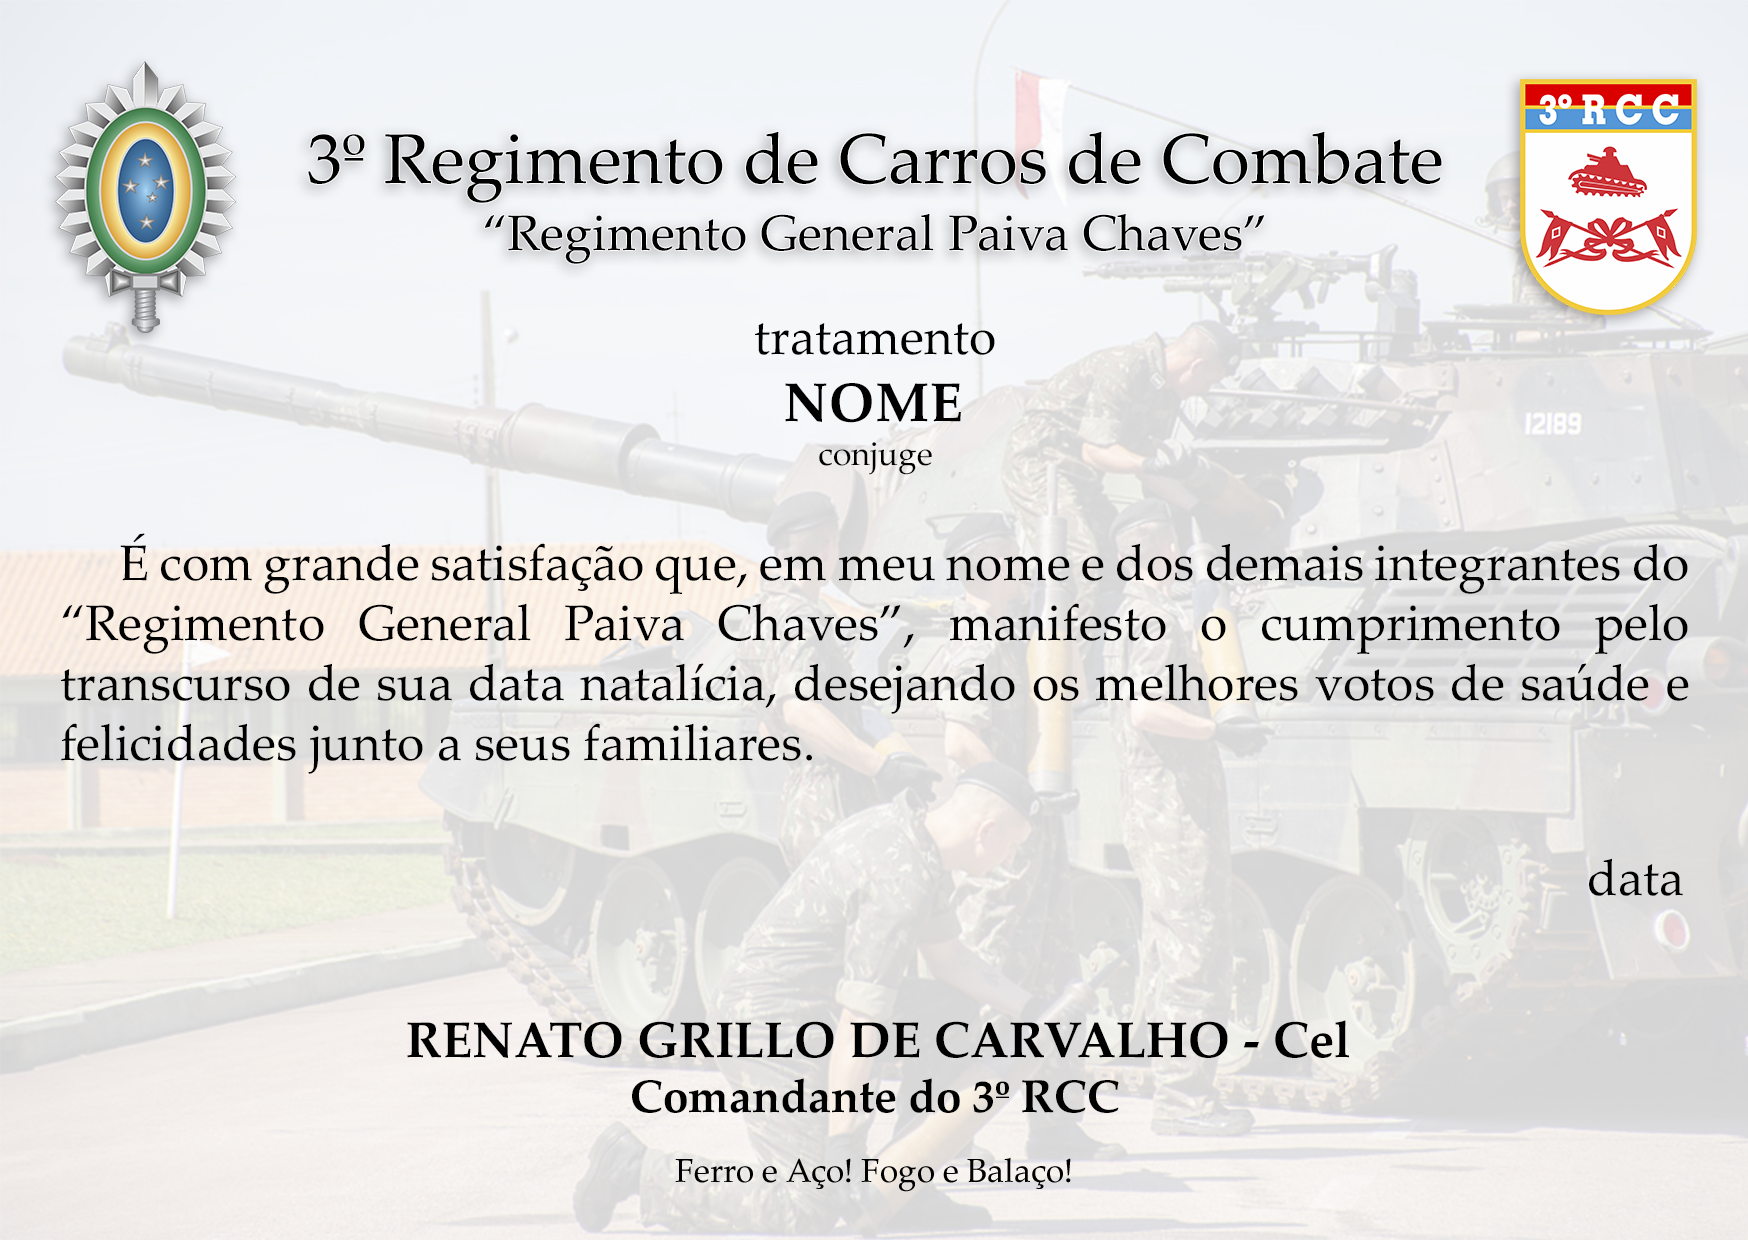 3º RCC
3º Regimento de Carros de Combate
“Regimento General Paiva Chaves”
tratamento
NOME
conjuge
12189
É com grande satisfação que, em meu nome e dos demais integrantes do
“Regimento General Paiva Chaves”, manifesto o cumprimento pelo
transcurso de sua data natalícia, desejando os melhores votos de saúde e
felicidades junto a seus familiares.
data
RENATO GRILLO DE CARVALHO - Cel
Comandante do 3º RCC
Ferro e Aço! Fogo e Balaço!